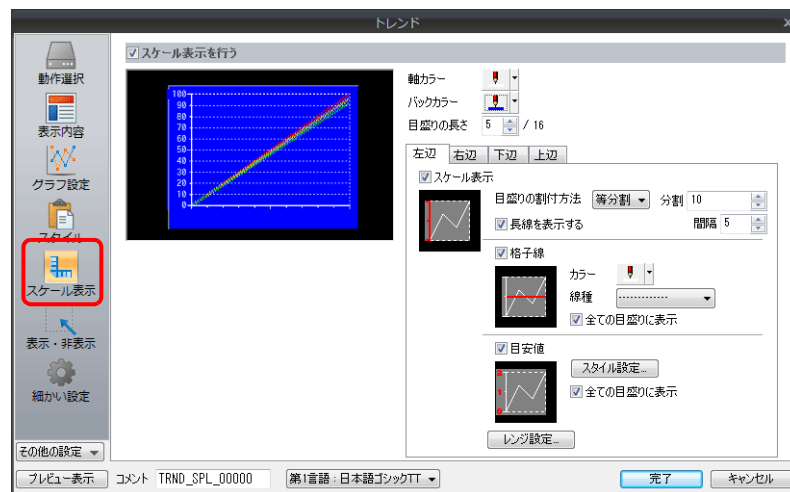 トレンド
動作選択
表示内容
グラフ設定
スタイル
スケール表示
表示・非表示
細かい設定
その他の設定
スケール表示を行う
100
90
80
70
60
50
40
30
20
10
0
軸カラー
バックカラー
目盛りの長さ 5 / 16
左辺 右辺 下辺 上辺
スケール表示
目盛りの割付方法 等分割 分割 10
長線を表示する 間隔 5
格子線
カラー
線種
全ての目盛りに表示
目安値
スタイル設定...
全ての目盛りに表示
レンジ設定...
プレビュー表示 コメント TRND_SPL_00000 第1言語:日本語ゴシックTT 完了 キャンセル